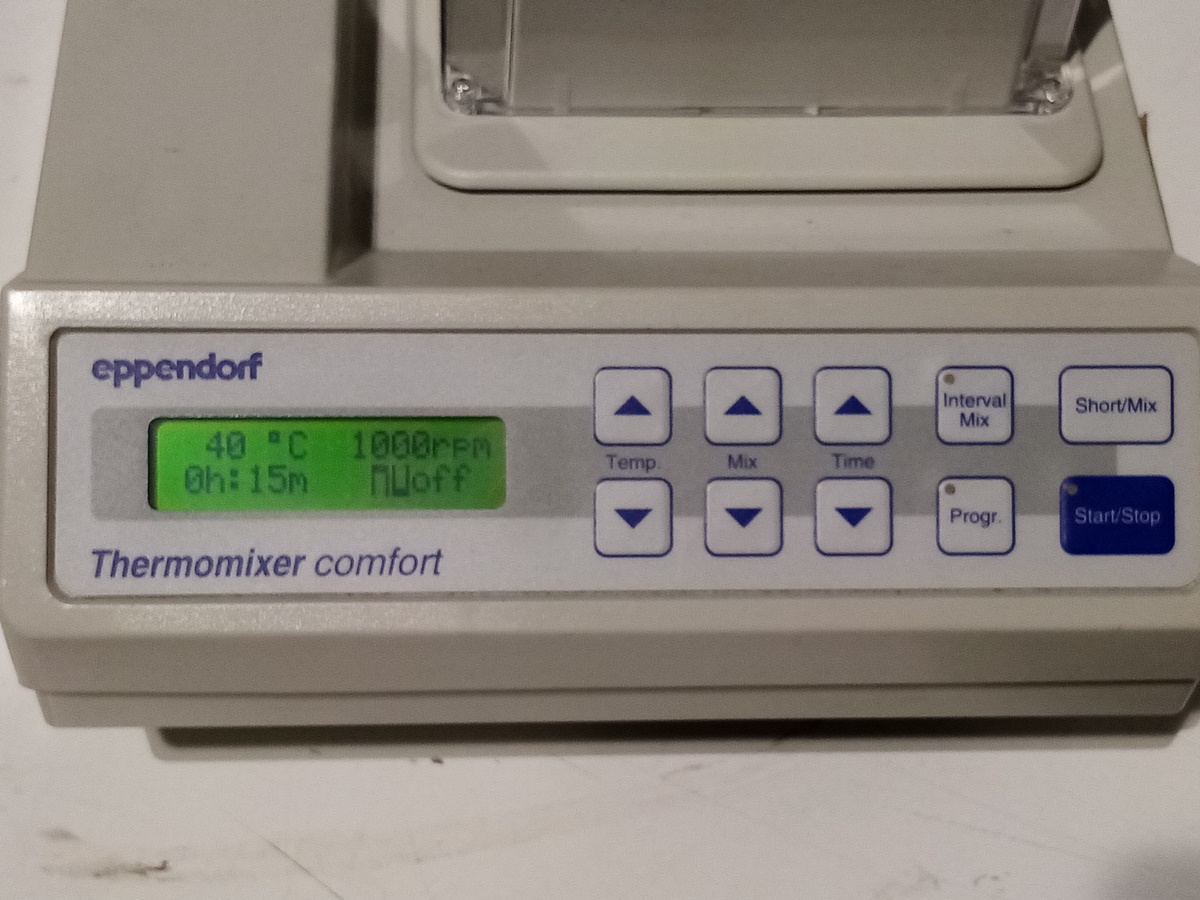 eppendorf
40 °C 1000rpm
0h:15m off
Thermomixer comfort
Temp.
Mix
Time
Interval
Mix
Short/Mix
Progr.
Start/Stop